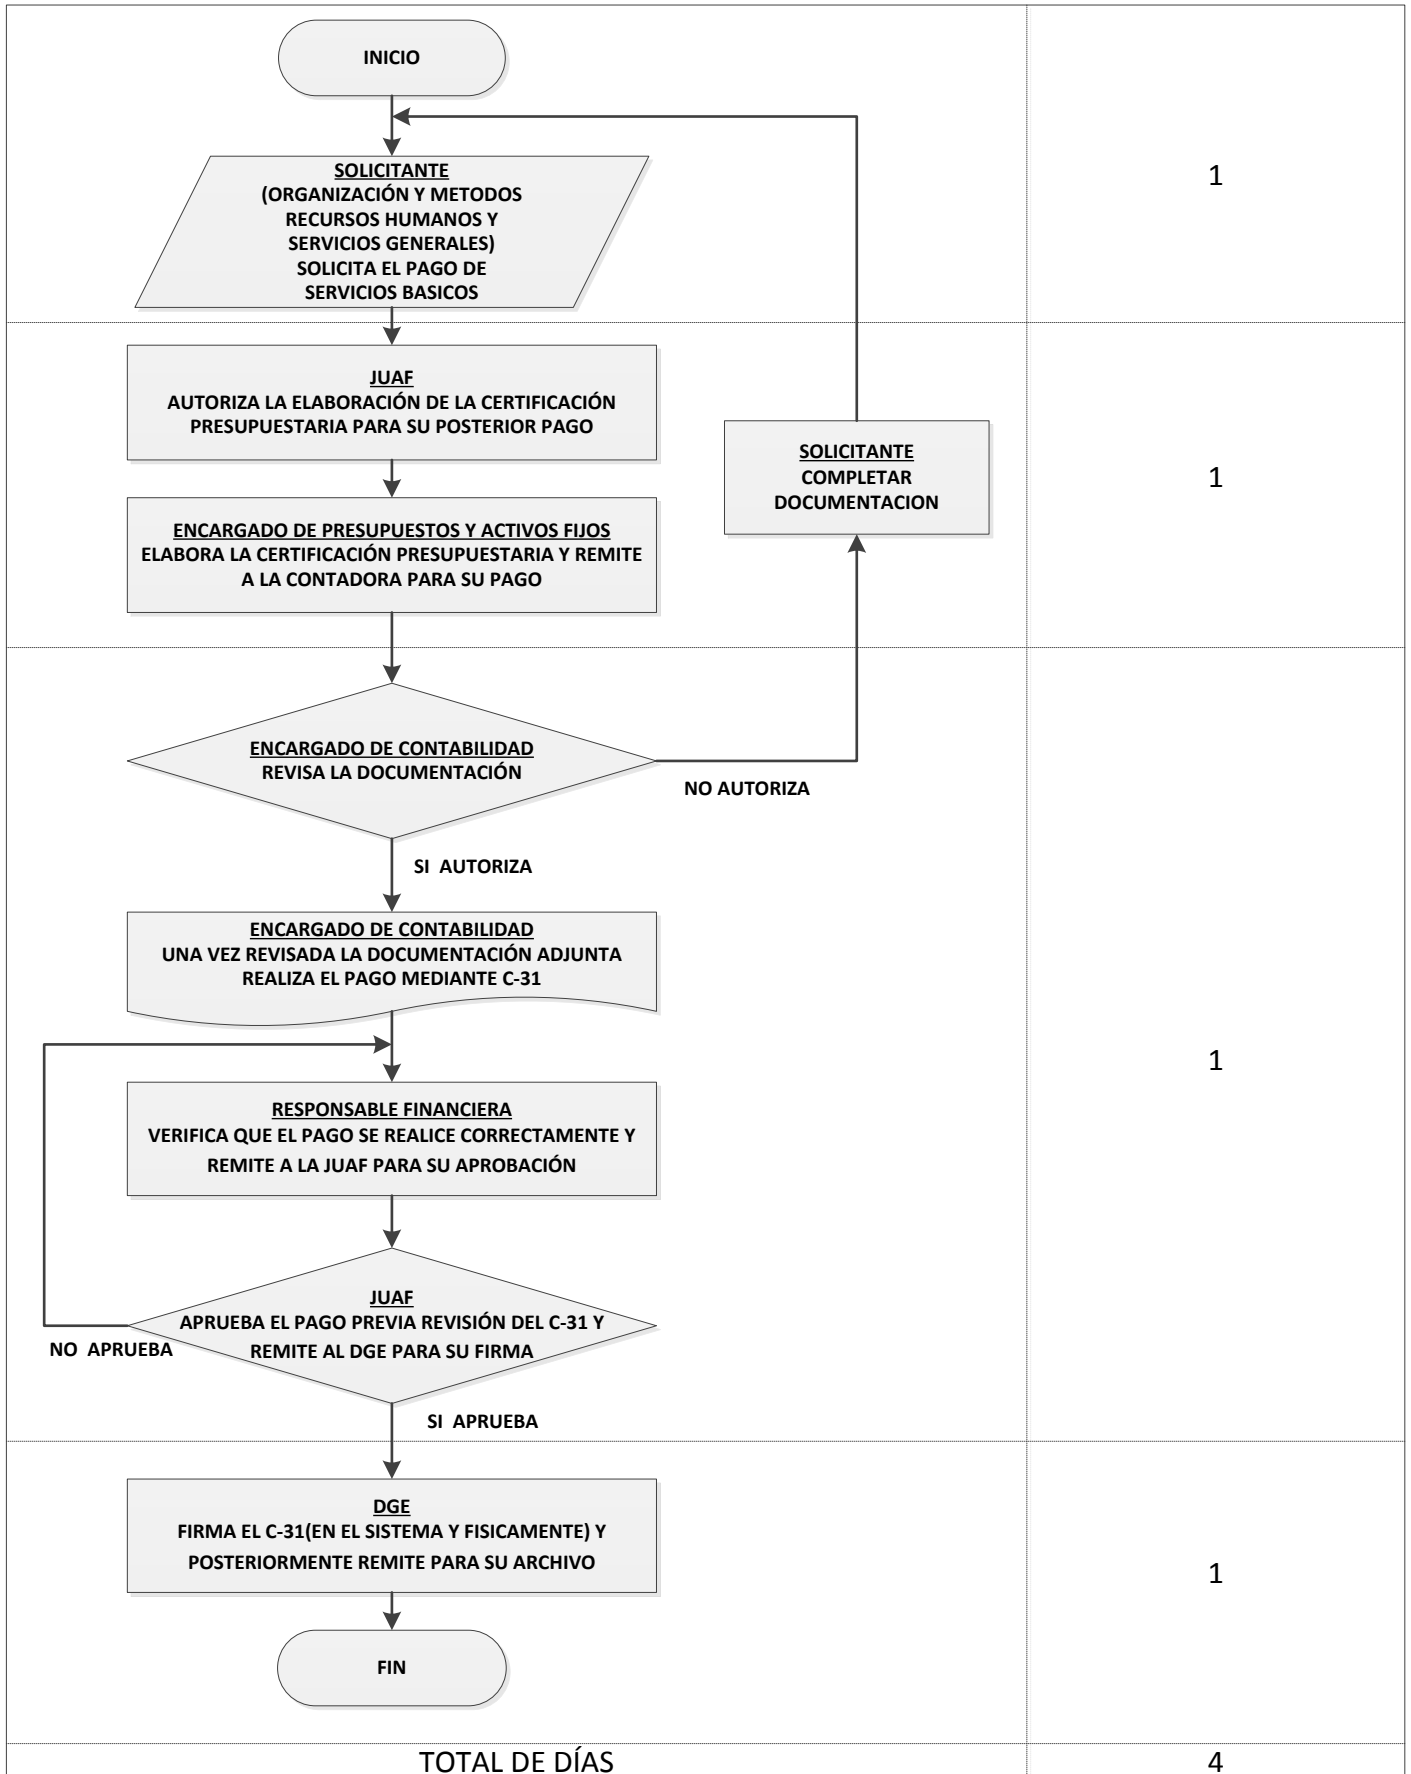 INICIO
SOLICITANTE
(ORGANIZACIÓN Y METODOS
RECURSOS HUMANOS Y
SERVICIOS GENERALES)
SOLICITA EL PAGO DE
SERVICIOS BASICOS
1
JUAF
AUTORIZA LA ELABORACIÓN DE LA CERTIFICACIÓN
PRESUPUESTARIA PARA SU POSTERIOR PAGO
SOLICITANTE
COMPLETAR
DOCUMENTACION
1
ENCARGADO DE PRESUPUESTOS Y ACTIVOS FIJOS
ELABORA LA CERTIFICACIÓN PRESUPUESTARIA Y REMITE
A LA CONTADORA PARA SU PAGO
ENCARGADO DE CONTABILIDAD
REVISA LA DOCUMENTACIÓN
NO AUTORIZA
SI  AUTORIZA
ENCARGADO DE CONTABILIDAD
UNA VEZ REVISADA LA DOCUMENTACIÓN ADJUNTA
REALIZA EL PAGO MEDIANTE C-31
1
RESPONSABLE FINANCIERA
VERIFICA QUE EL PAGO SE REALICE CORRECTAMENTE Y
REMITE A LA JUAF PARA SU APROBACIÓN
JUAF
APRUEBA EL PAGO PREVIA REVISIÓN DEL C-31 Y
REMITE AL DGE PARA SU FIRMA
NO  APRUEBA
SI  APRUEBA
DGE
FIRMA EL C-31(EN EL SISTEMA Y FISICAMENTE) Y
POSTERIORMENTE REMITE PARA SU ARCHIVO
1
FIN
TOTAL DE DÍAS
4